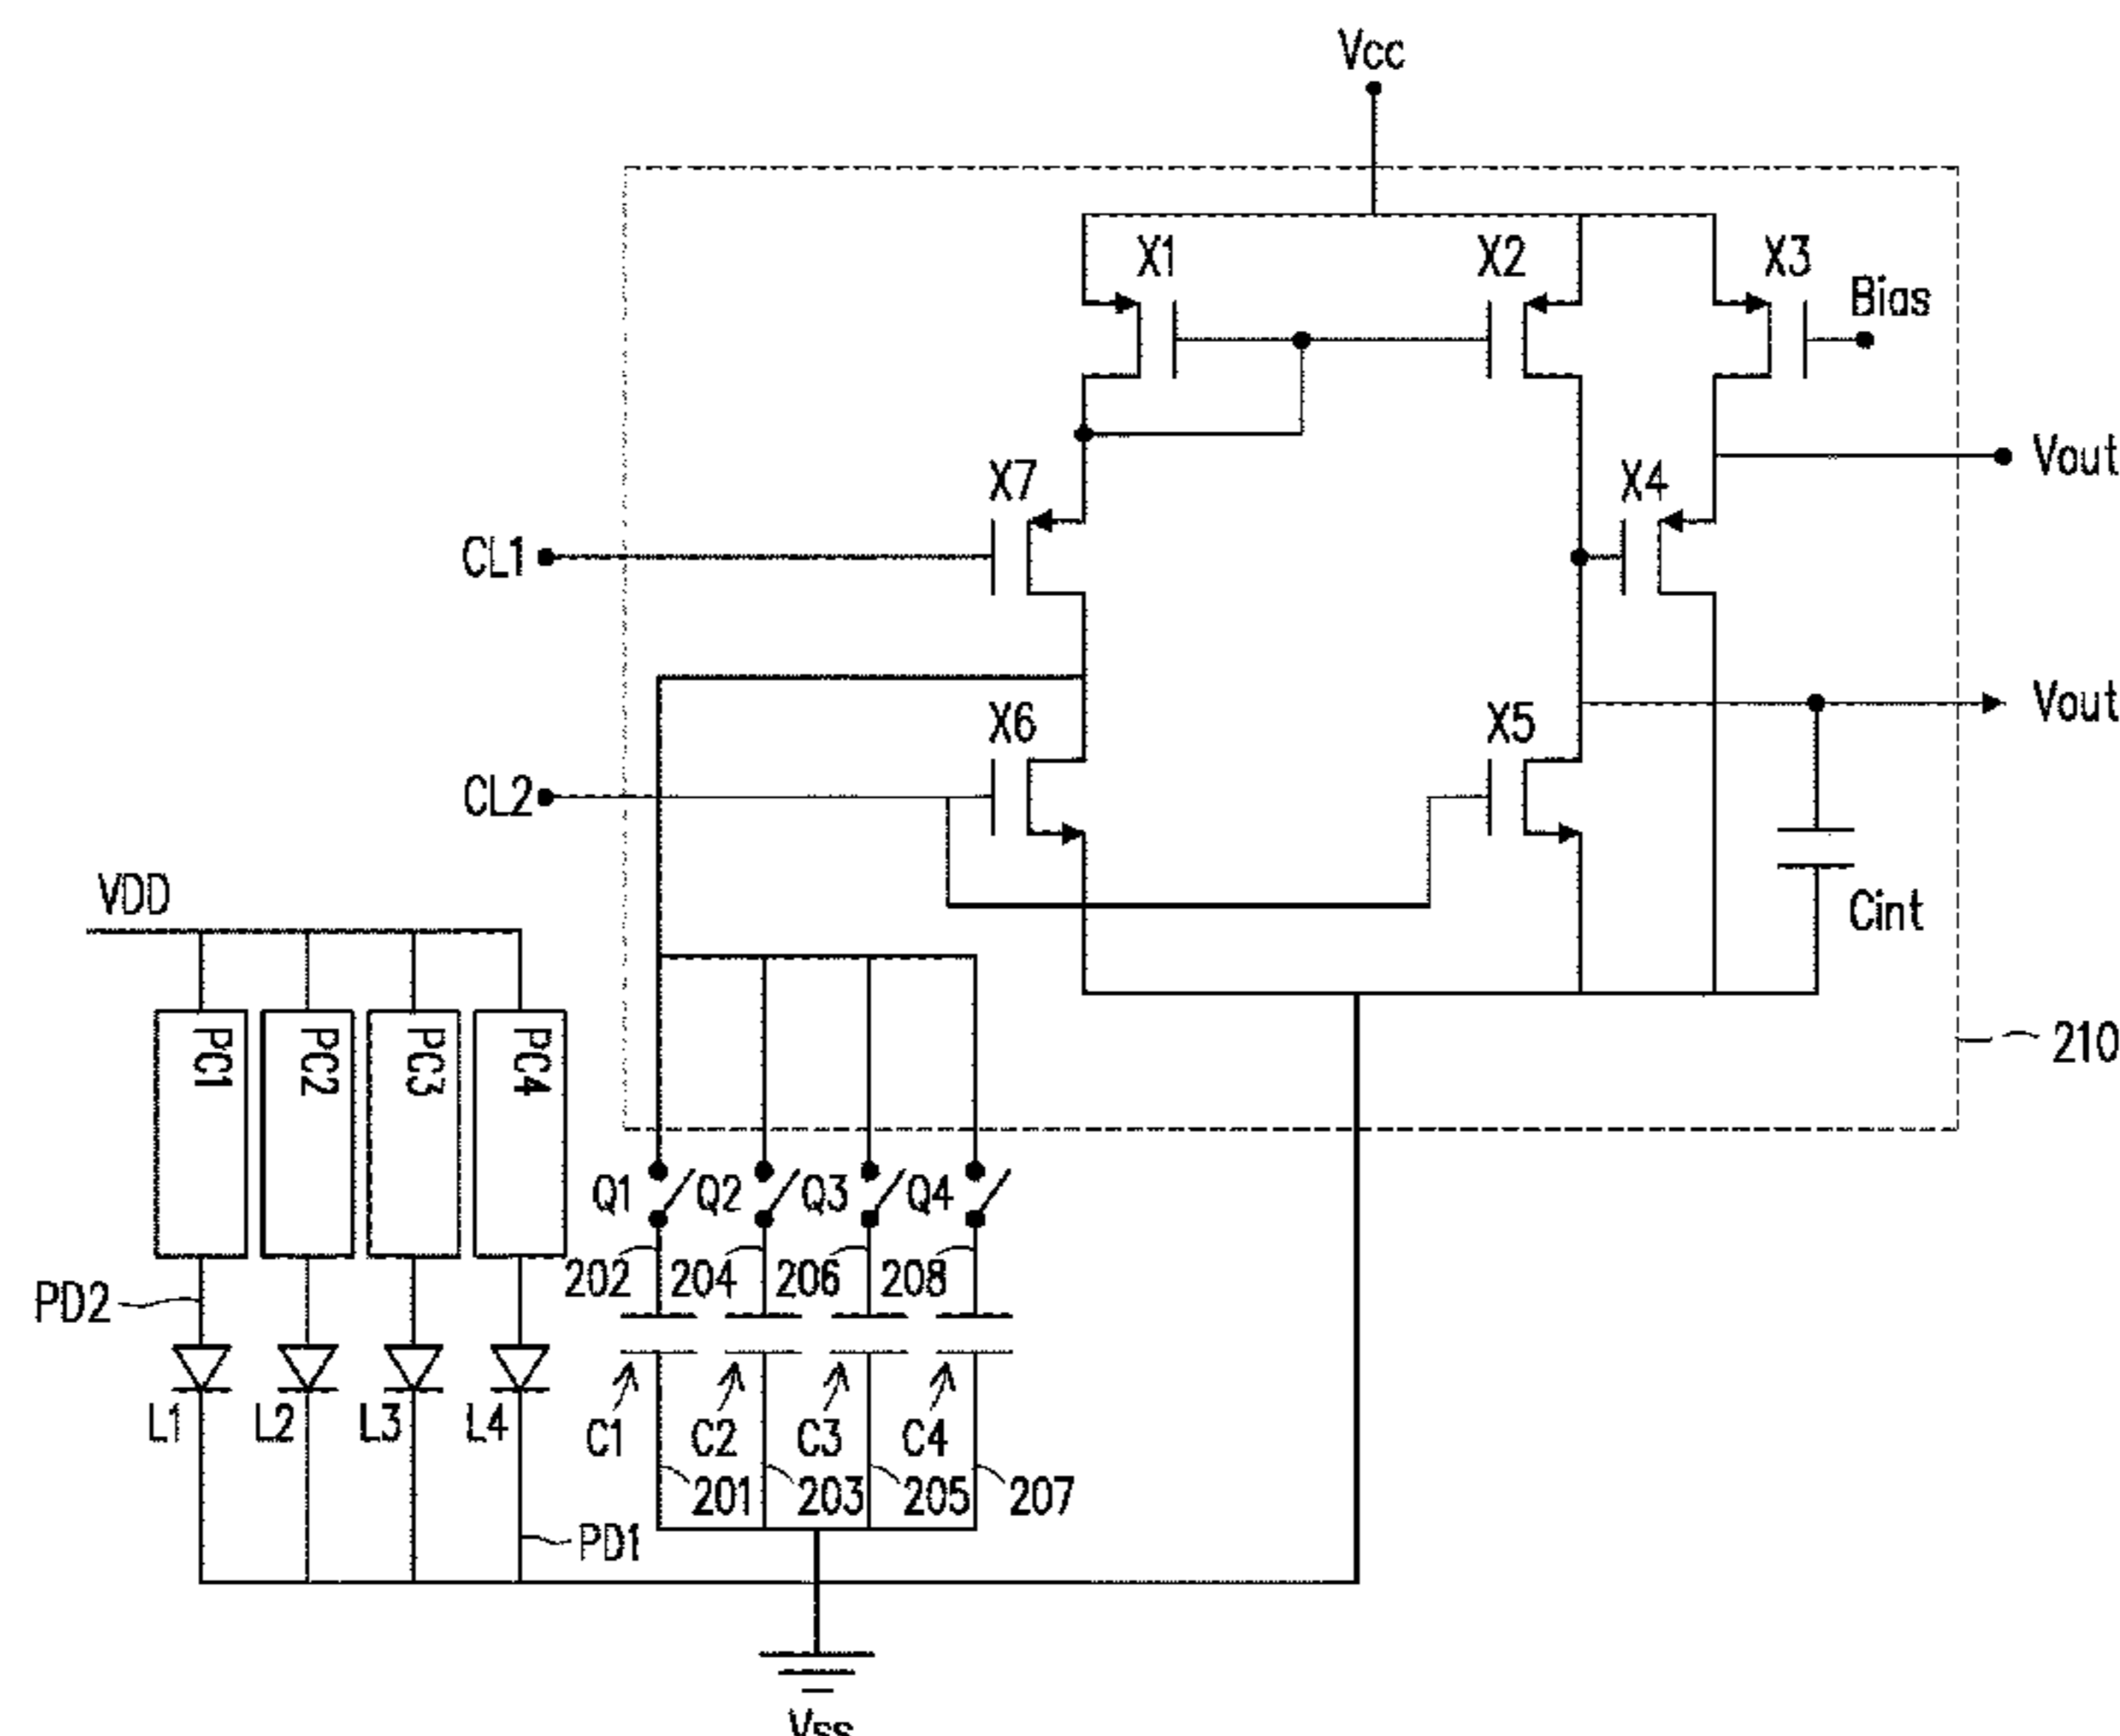 Vcc
X1
X2
X3
Bias
X7
X4
Vout
CL1
X6
X5
Vout
CL2
VDD
Cint
PC1
PC2
PC3
PC4
210
Q1
Q2
Q3
Q4
202
204
206
208
PD2
L1
L2
L3
L4
C1
C2
C3
C4
201
203
205
207
PD1
Vss